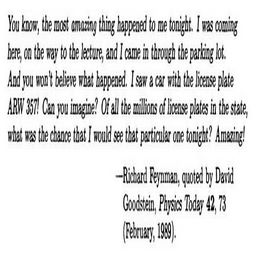 You know, the most amazing thing happened to me tonight. I was coming
here, on the way to the lecture, and I came in through the parking lot.
And you won't believe what happened. I saw a car with the license plate
ARW 357! Can you imagine? Of all the millions of license plates in the state,
what was the chance that I would see that particular one tonight? Amazing!
—Richard Feynman, quoted by David
Goodstein, Physics Today 42, 73
(February, 1989).